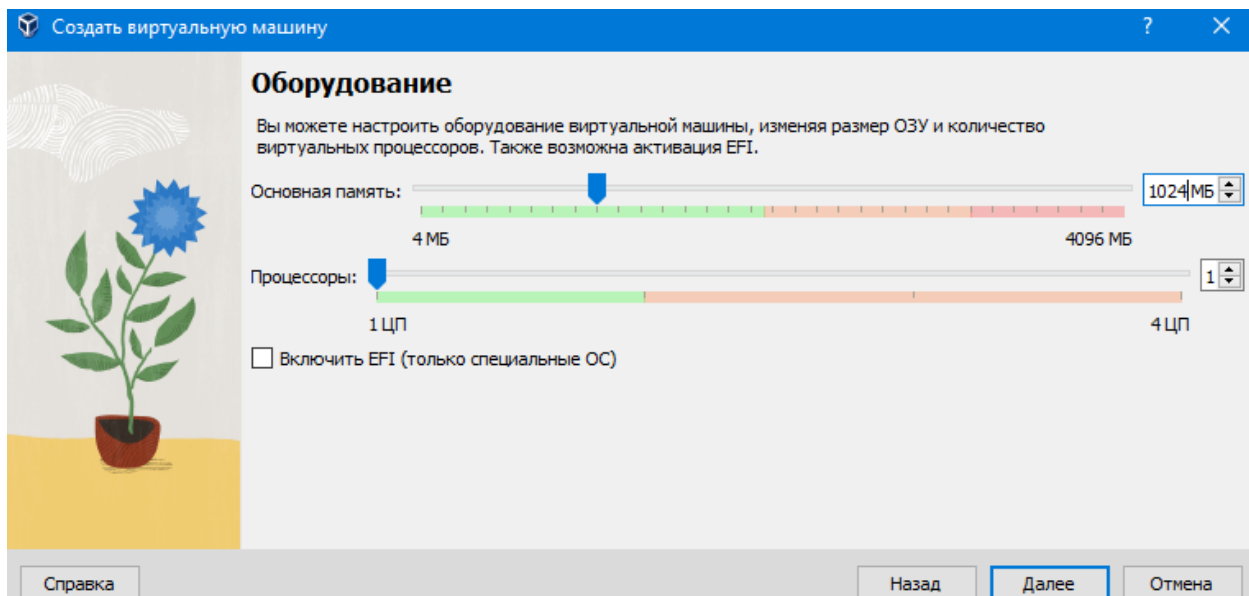 Создать виртуальную машину
?
Оборудование
Вы можете настроить оборудование виртуальной машины, изменяя размер ОЗУ и количество
виртуальных процессоров. Также возможна активация EFI.
Основная память:
1024 МБ
4 МБ
4096 МБ
Процессоры:
1
1 ЦП
4 ЦП
Включить EFI (только специальные ОС)
Справка
Назад
Далее
Отмена